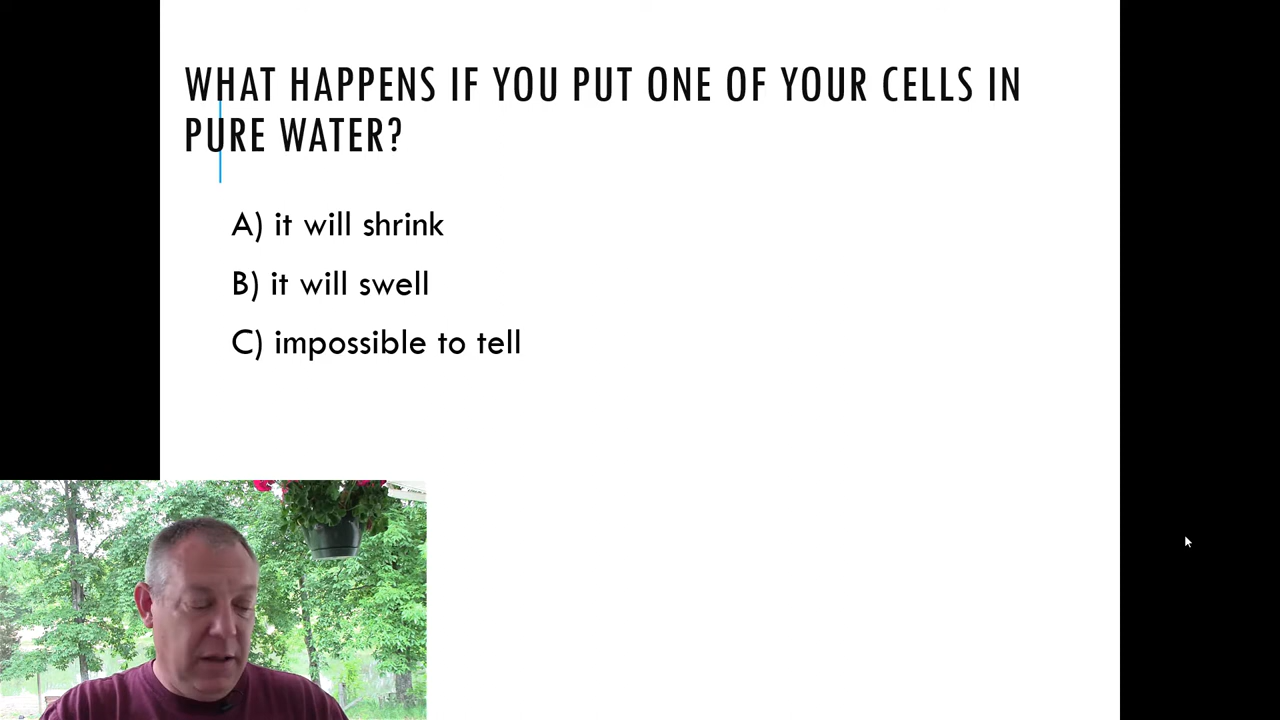 WHAT HAPPENS IF YOU PUT ONE OF YOUR CELLS IN
PURE WATER?
A) it will shrink
B) it will swell
C) impossible to tell